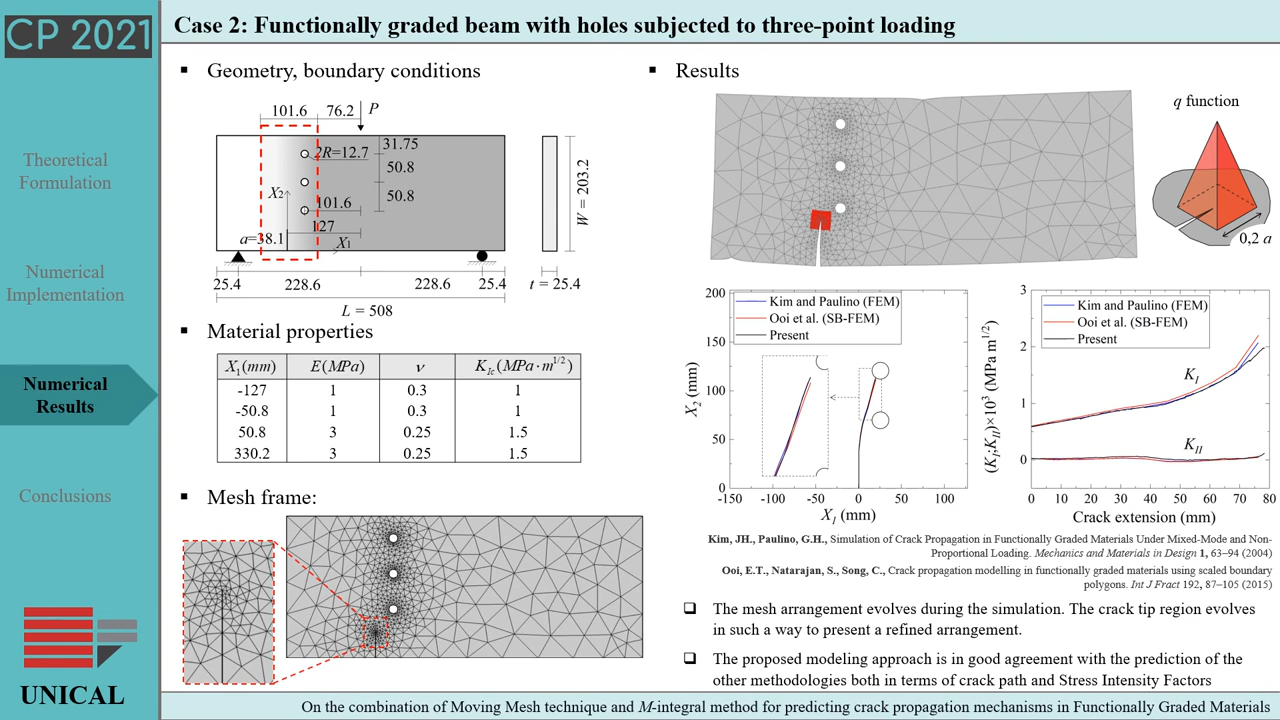 CP 2021
Case 2: Functionally graded beam with holes subjected to three-point loading
Theoretical
Formulation
Numerical
Implementation
Numerical
Results
Conclusions
UNICAL
▪ Geometry, boundary conditions
101.6
76.2
P
2R=12.7
31.75
50.8
50.8
X2
101.6
127
a=38.1
X1
W = 203.2
25.4
228.6
228.6
25.4
t = 25.4
L = 508
▪ Material properties
X1(mm) E(MPa) ν KIc(MPa·m1/2)
-127 1 0.3 1
-50.8 1 0.3 1
50.8 3 0.25 1.5
330.2 3 0.25 1.5
▪ Mesh frame:
▪ Results
q function
0,2 a
Kim and Paulino (FEM)
Ooi et al. (SB-FEM)
Present
200
150
100
50
0
X2 (mm)
-150 -100 -50 0 50 100
X1 (mm)
Kim and Paulino (FEM)
Ooi et al. (SB-FEM)
Present
3
2
1
0
(KI;KII)×10³ (MPa m1/2)
KI
KII
0 10 20 30 40 50 60 70 80
Crack extension (mm)
Kim, JH., Paulino, G.H., Simulation of Crack Propagation in Functionally Graded Materials Under Mixed-Mode and Non-
Proportional Loading. Mechanics and Materials in Design 1, 63–94 (2004)
Ooi, E.T., Natarajan, S., Song, C., Crack propagation modelling in functionally graded materials using scaled boundary
polygons. Int J Fract 192, 87–105 (2015)
❑ The mesh arrangement evolves during the simulation. The crack tip region evolves
in such a way to present a refined arrangement.
❑ The proposed modeling approach is in good agreement with the prediction of the
other methodologies both in terms of crack path and Stress Intensity Factors
On the combination of Moving Mesh technique and M-integral method for predicting crack propagation mechanisms in Functionally Graded Materials